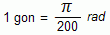 1 gon = π/200 rad